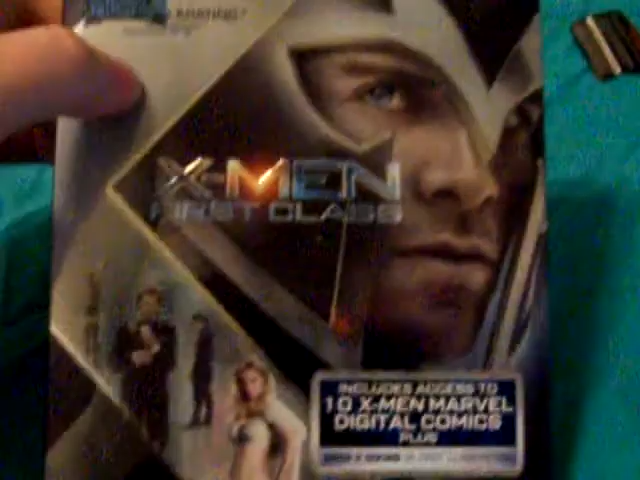 X-MEN
FIRST CLASS
INCLUDES ACCESS TO
10 X-MEN MARVEL
DIGITAL COMICS
PLUS